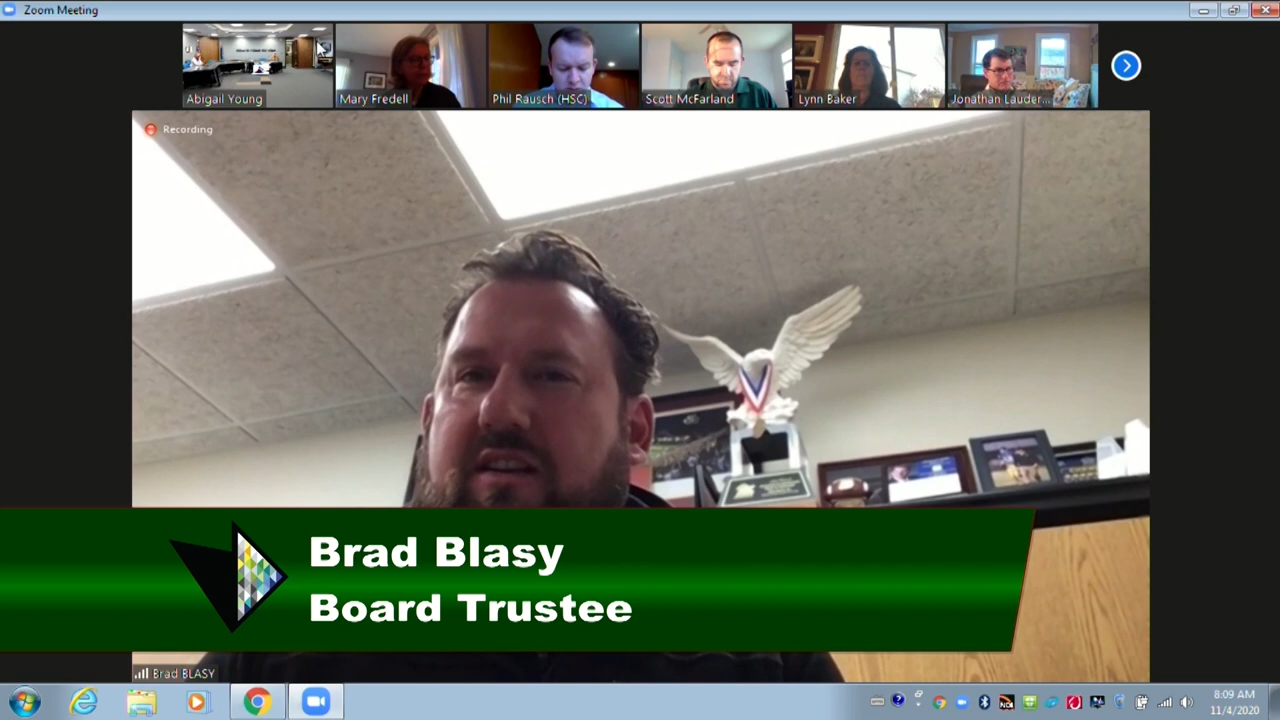 Zoom Meeting
Abigail Young
Mary Fredell
Phil Rausch (HSC)
Scott McFarland
Lynn Baker
Jonathan Lauder...
Recording
Brad Blasy
Board Trustee
Brad BLASY
8:09 AM
11/4/2020